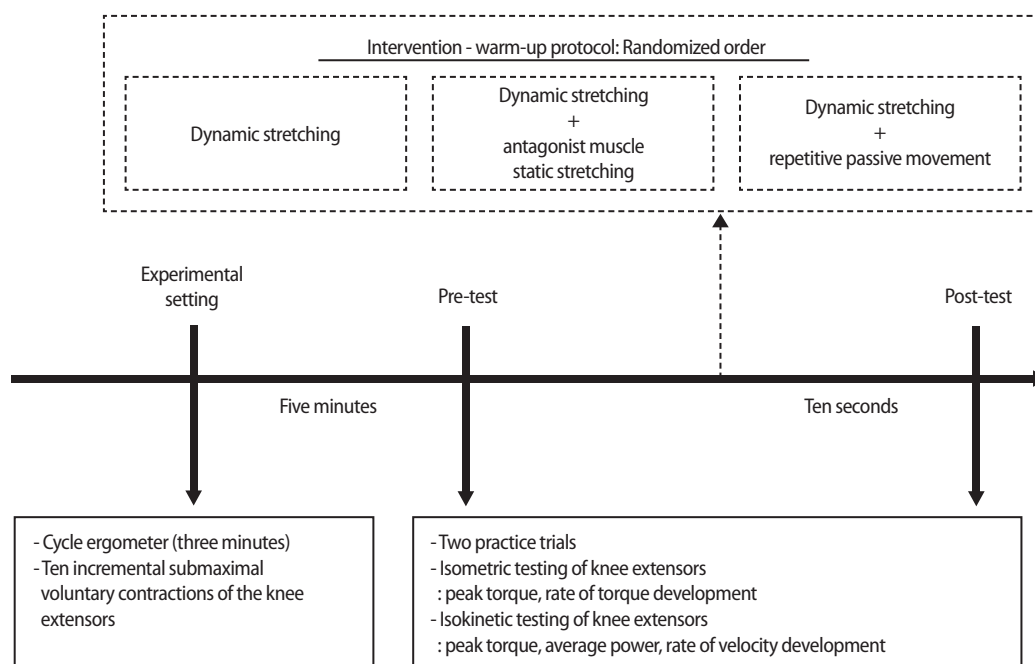 Intervention - warm-up protocol: Randomized order
Dynamic stretching
Dynamic stretching
+
antagonist muscle
static stretching
Dynamic stretching
+
repetitive passive movement
Experimental
setting
Pre-test
Post-test
Five minutes
Ten seconds
- Cycle ergometer (three minutes)
- Ten incremental submaximal
voluntary contractions of the knee
extensors
- Two practice trials
- Isometric testing of knee extensors
: peak torque, rate of torque development
- Isokinetic testing of knee extensors
: peak torque, average power, rate of velocity development